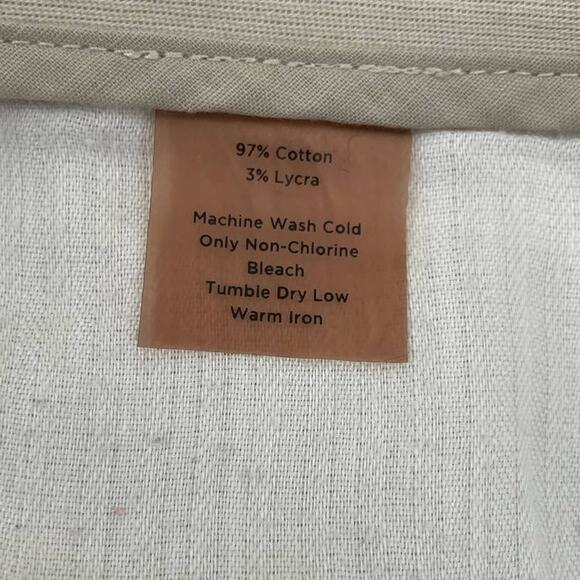 97% Cotton
3% Lycra
Machine Wash Cold
Only Non-Chlorine
Bleach
Tumble Dry Low
Warm Iron